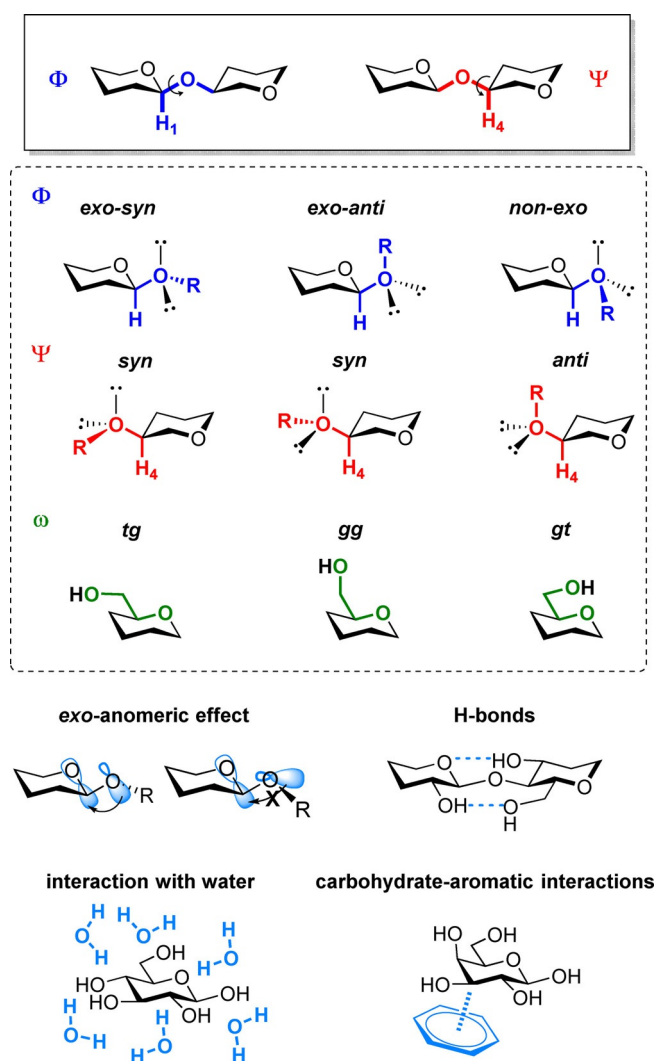 Φ O O O H1
O O O H4 Ψ
Φ
exo-syn exo-anti non-exo
O O R H
R O O H
O O R H
Ψ
syn syn anti
R O O H4
R O O H4
R O O H4
ω
tg gg gt
HO O
HO O
OH O
exo-anomeric effect H-bonds
O O R
O O X R
O HO O O OH O H
interaction with water carbohydrate-aromatic interactions
H O H H O H H O H
OH HO HO O OH OH
H O H H O H H O H
HO OH O OH HO OH